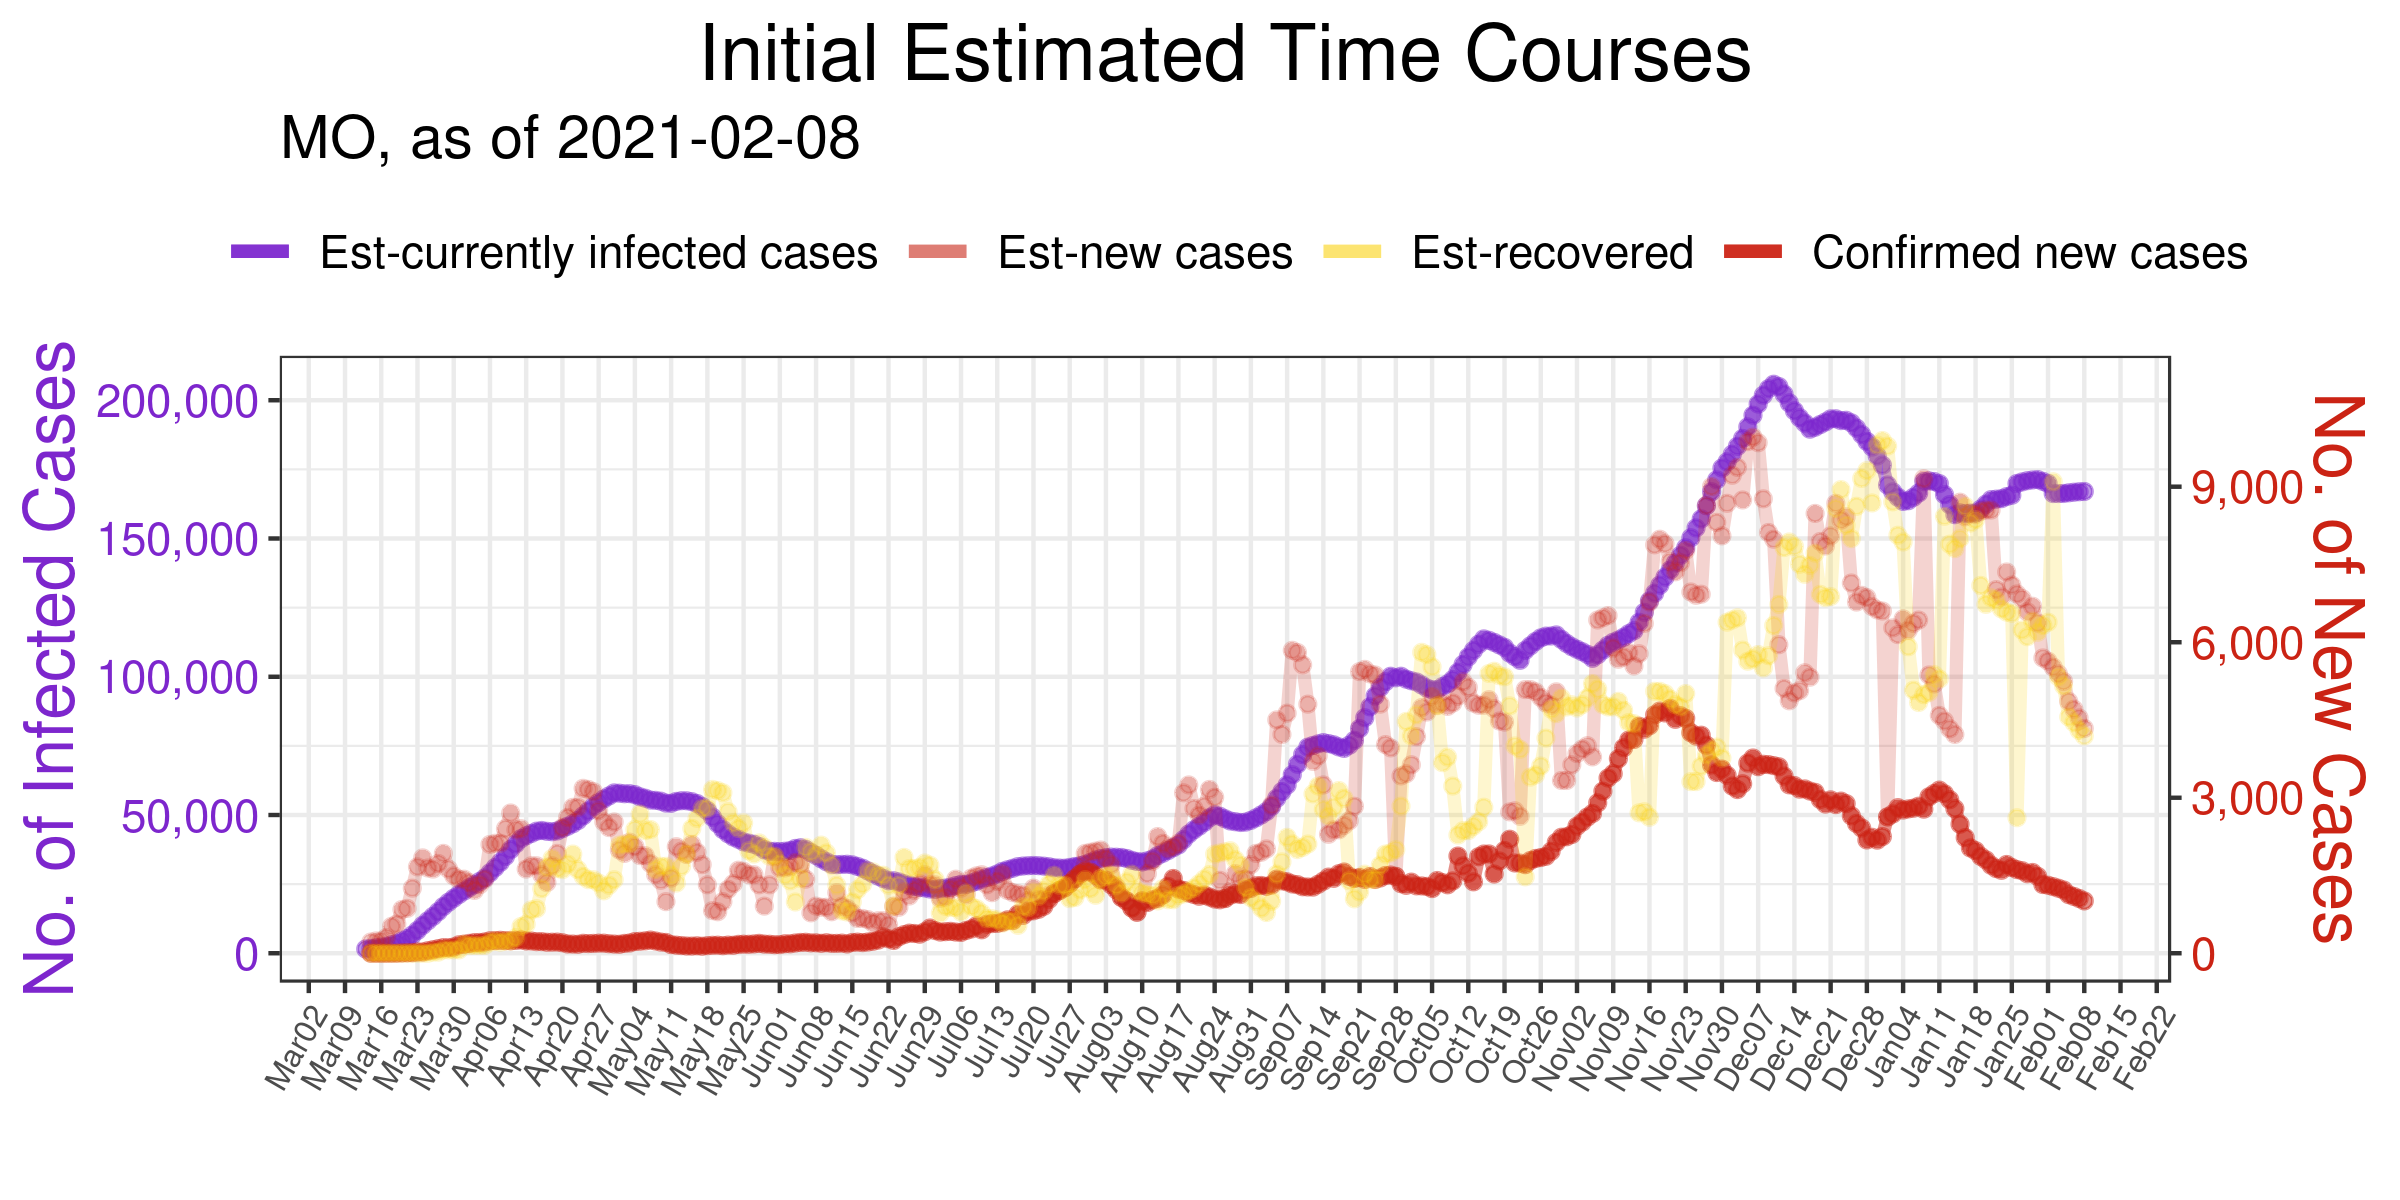 Initial Estimated Time Courses
MO, as of 2021-02-08
Est-currently infected cases Est-new cases Est-recovered Confirmed new cases
No. of Infected Cases
200,000
150,000
100,000
50,000
0
9,000
6,000
3,000
0
No. of New Cases
Mar02 Mar09 Mar16 Mar23 Mar30 Apr06 Apr13 Apr20 Apr27 May04 May11 May18 May25 Jun01 Jun08 Jun15 Jun22 Jun29 Jul06 Jul13 Jul20 Jul27 Aug03 Aug10 Aug17 Aug24 Aug31 Sep07 Sep14 Sep21 Sep28 Oct05 Oct12 Oct19 Oct26 Nov02 Nov09 Nov16 Nov23 Nov30 Dec07 Dec14 Dec21 Dec28 Jan04 Jan11 Jan18 Jan25 Feb01 Feb08 Feb15 Feb22